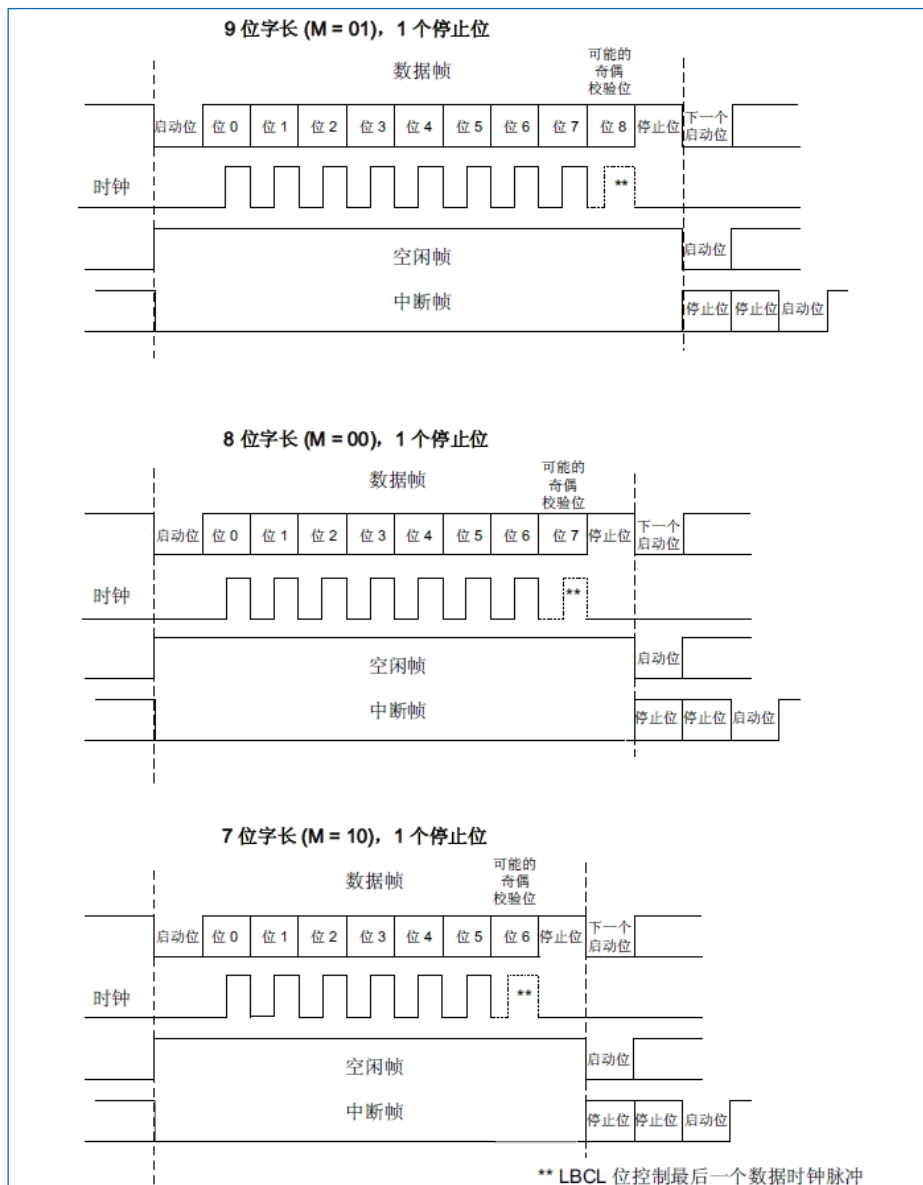 9 位字长 (M = 01)，1 个停止位
数据帧
可能的
奇偶
校验位
启动位 位 0 位 1 位 2 位 3 位 4 位 5 位 6 位 7 位 8 停止位 下一个
启动位
时钟
**
空闲帧
启动位
中断帧
停止位 停止位 启动位
8 位字长 (M = 00)，1 个停止位
数据帧
可能的
奇偶
校验位
启动位 位 0 位 1 位 2 位 3 位 4 位 5 位 6 位 7 停止位 下一个
启动位
时钟
**
空闲帧
启动位
中断帧
停止位 停止位 启动位
7 位字长 (M = 10)，1 个停止位
数据帧
可能的
奇偶
校验位
启动位 位 0 位 1 位 2 位 3 位 4 位 5 位 6 停止位 下一个
启动位
时钟
**
空闲帧
启动位
中断帧
停止位 停止位 启动位
** LBCL 位控制最后一个数据时钟脉冲